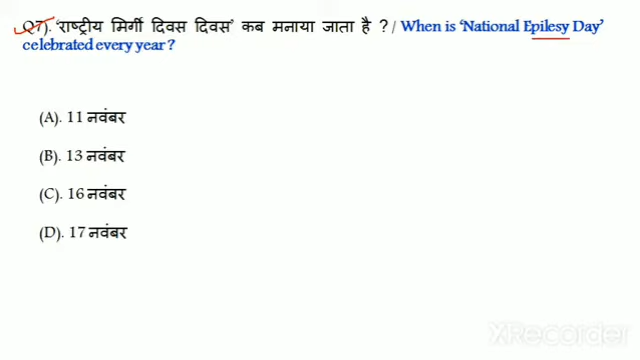 Q7). ‘राष्ट्रीय मिर्गी दिवस दिवस’ कब मनाया जाता है ? / When is ‘National Epilesy Day’
celebrated every year ?
(A). 11 नवंबर
(B). 13 नवंबर
(C). 16 नवंबर
(D). 17 नवंबर
XRecorder